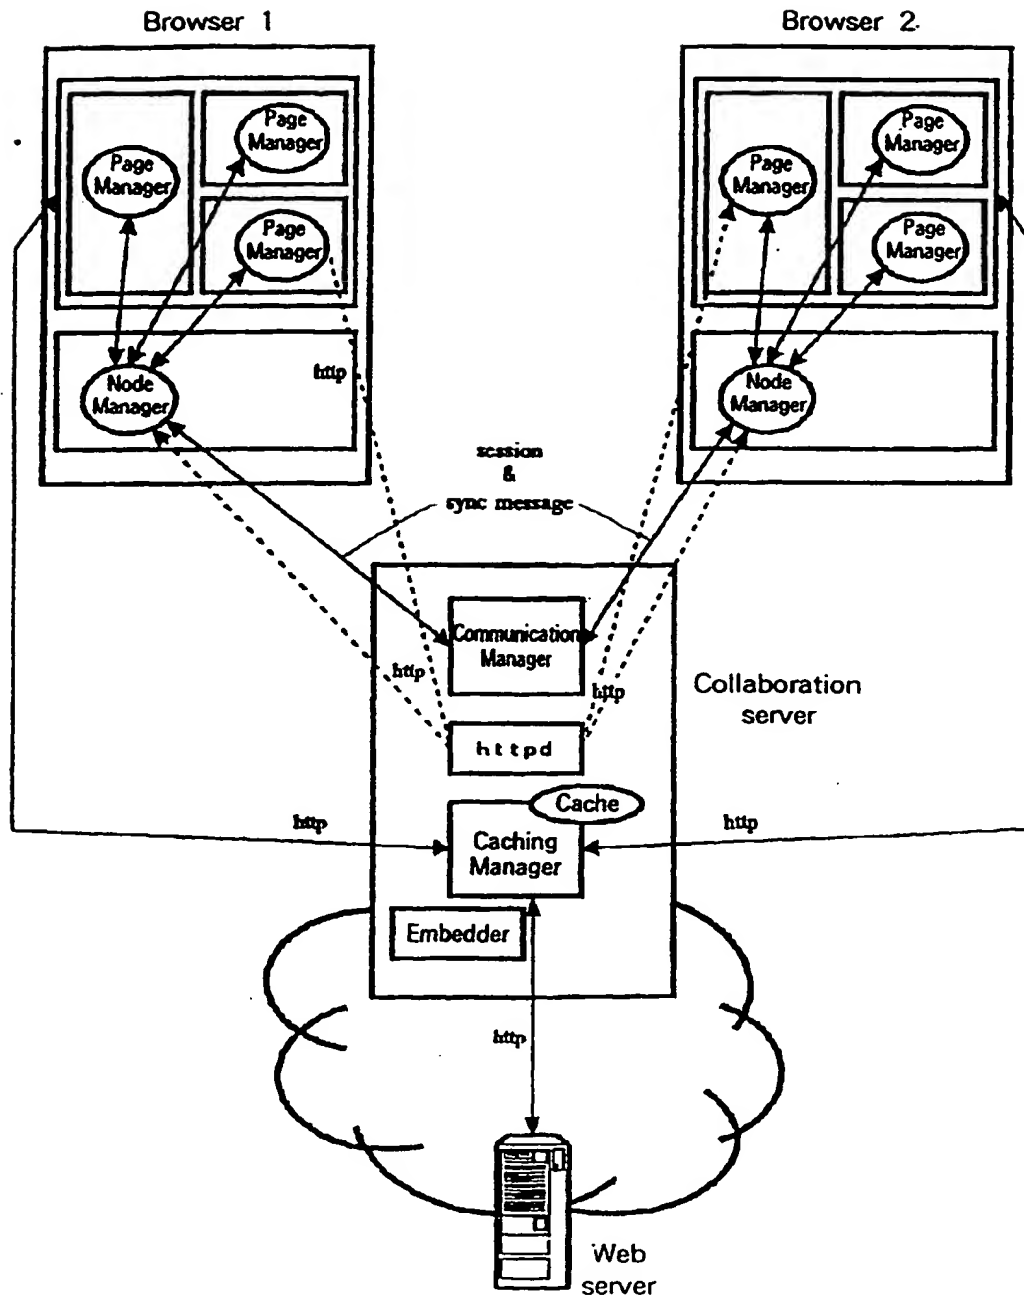 Browser 1
Browser 2
Page
Manager
Page
Manager
Page
Manager
Node
Manager
http
Page
Manager
Page
Manager
Page
Manager
Node
Manager
session
&
sync message
Communication
Manager
http
http
httpd
Collaboration
server
Cache
Caching
Manager
http
http
Embedder
http
Web
server